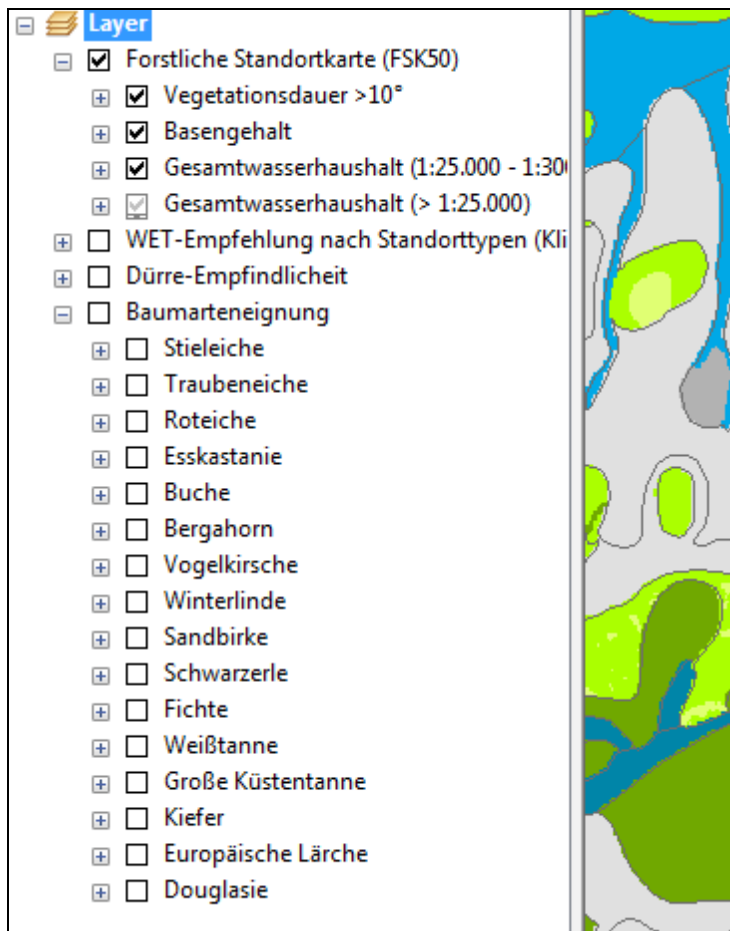 Layer
Forstliche Standortkarte (FSK50)
Vegetationsdauer >10°
Basengehalt
Gesamtwasserhaushalt (1:25.000 - 1:300
Gesamtwasserhaushalt (> 1:25.000)
WET-Empfehlung nach Standorttypen (Kli
Dürre-Empfindlicheit
Baumarteneignung
Stieleiche
Traubeneiche
Roteiche
Esskastanie
Buche
Bergahorn
Vogelkirsche
Winterlinde
Sandbirke
Schwarzerle
Fichte
Weißtanne
Große Küstentanne
Kiefer
Europäische Lärche
Douglasie